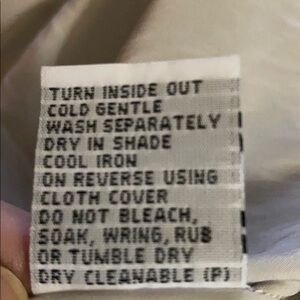 TURN INSIDE OUT
COLD GENTLE
WASH SEPARATELY
DRY IN SHADE
COOL IRON
ON REVERSE USING
CLOTH COVER
DO NOT BLEACH,
SOAK, WRING, RUB
OR TUMBLE DRY
DRY CLEANABLE (P)